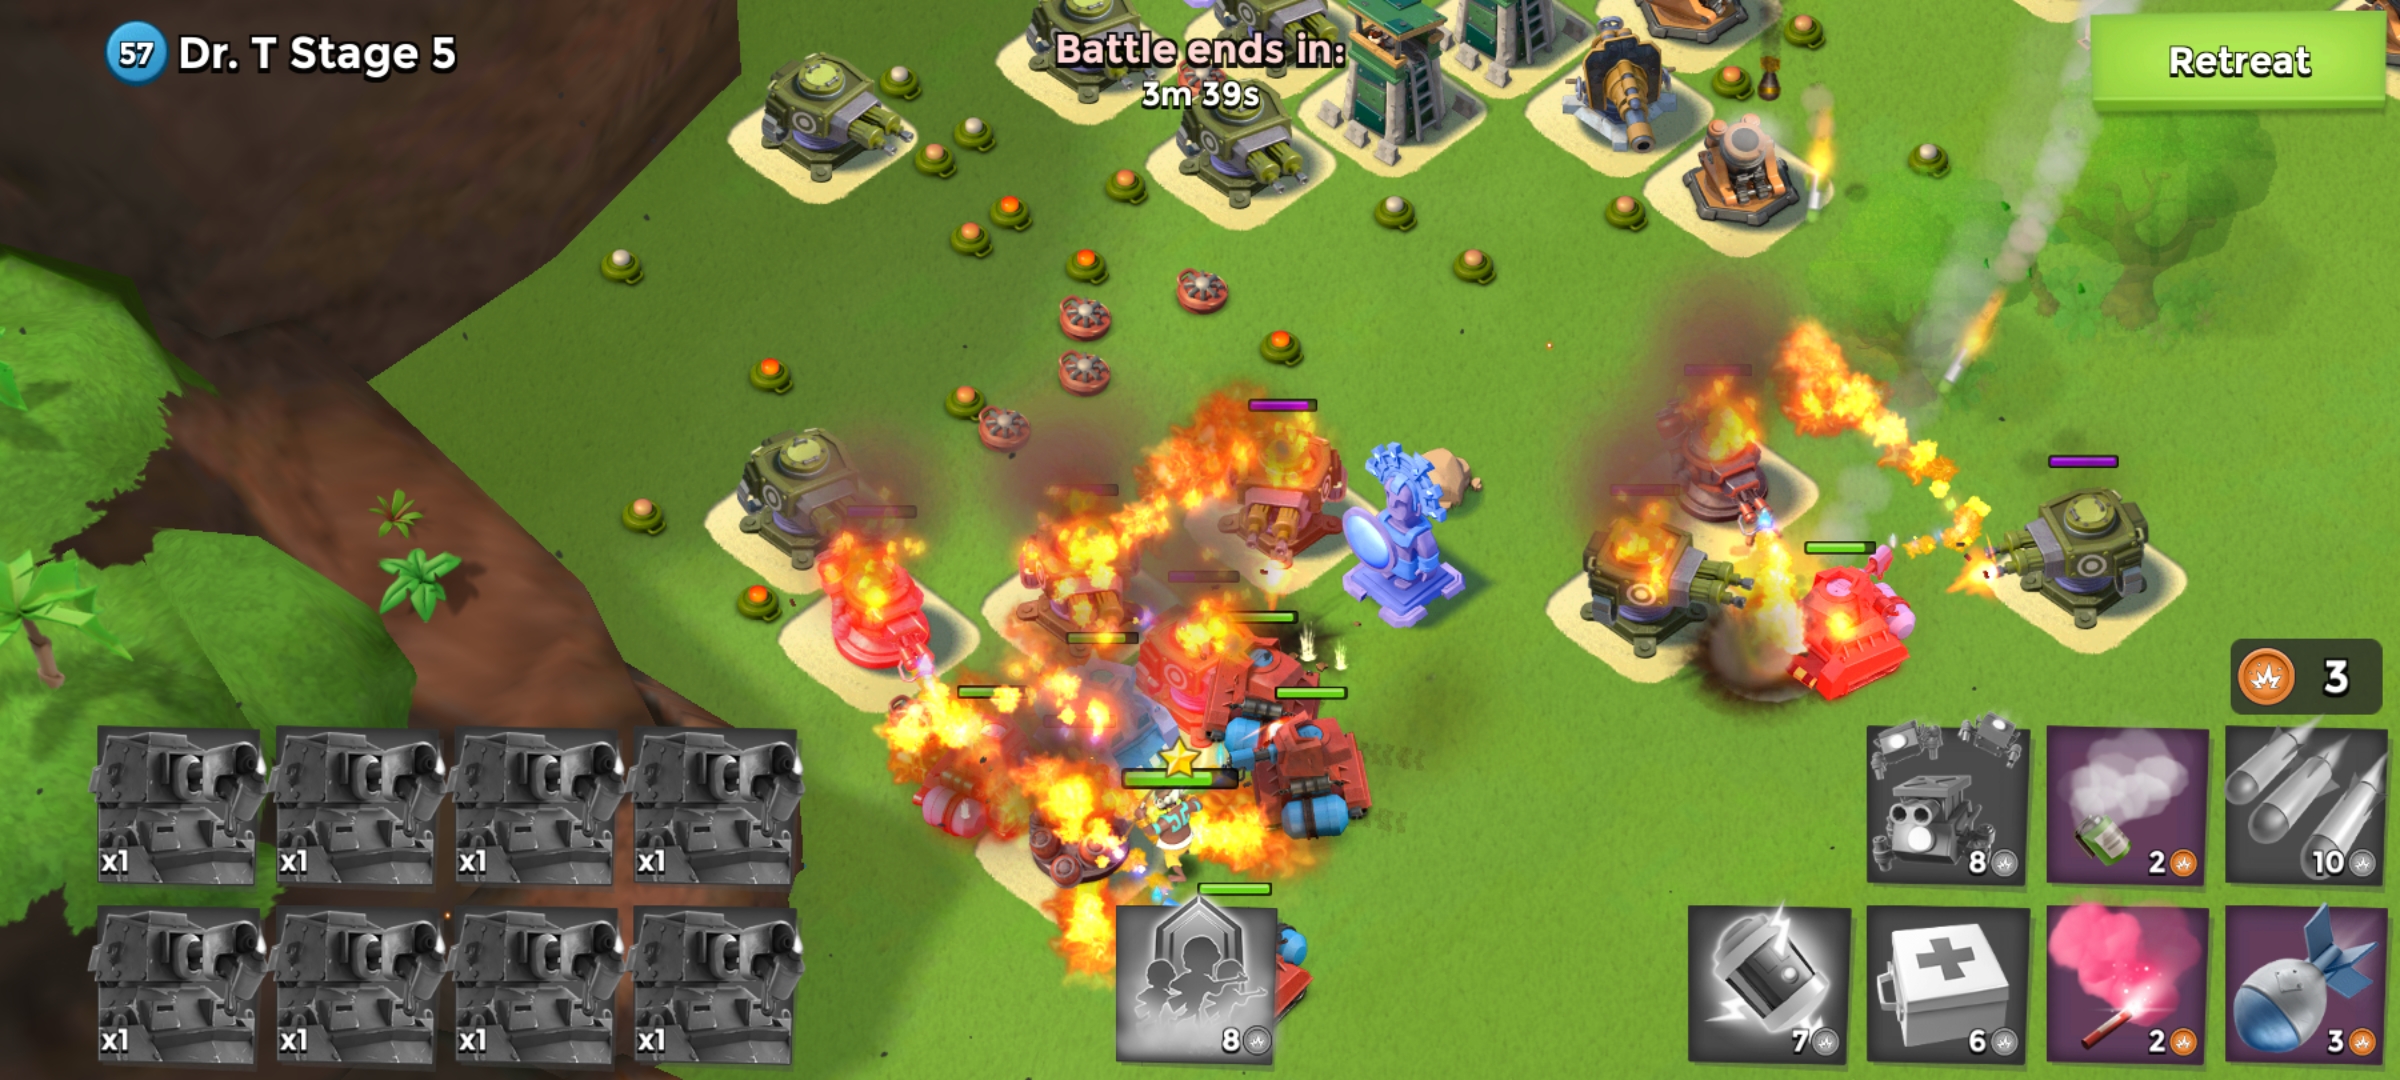 57 Dr. T Stage 5
Battle ends in:
3m 39s
Retreat
3
8
2
10
x1
x1
x1
x1
x1
x1
x1
x1
8
7
6
2
3